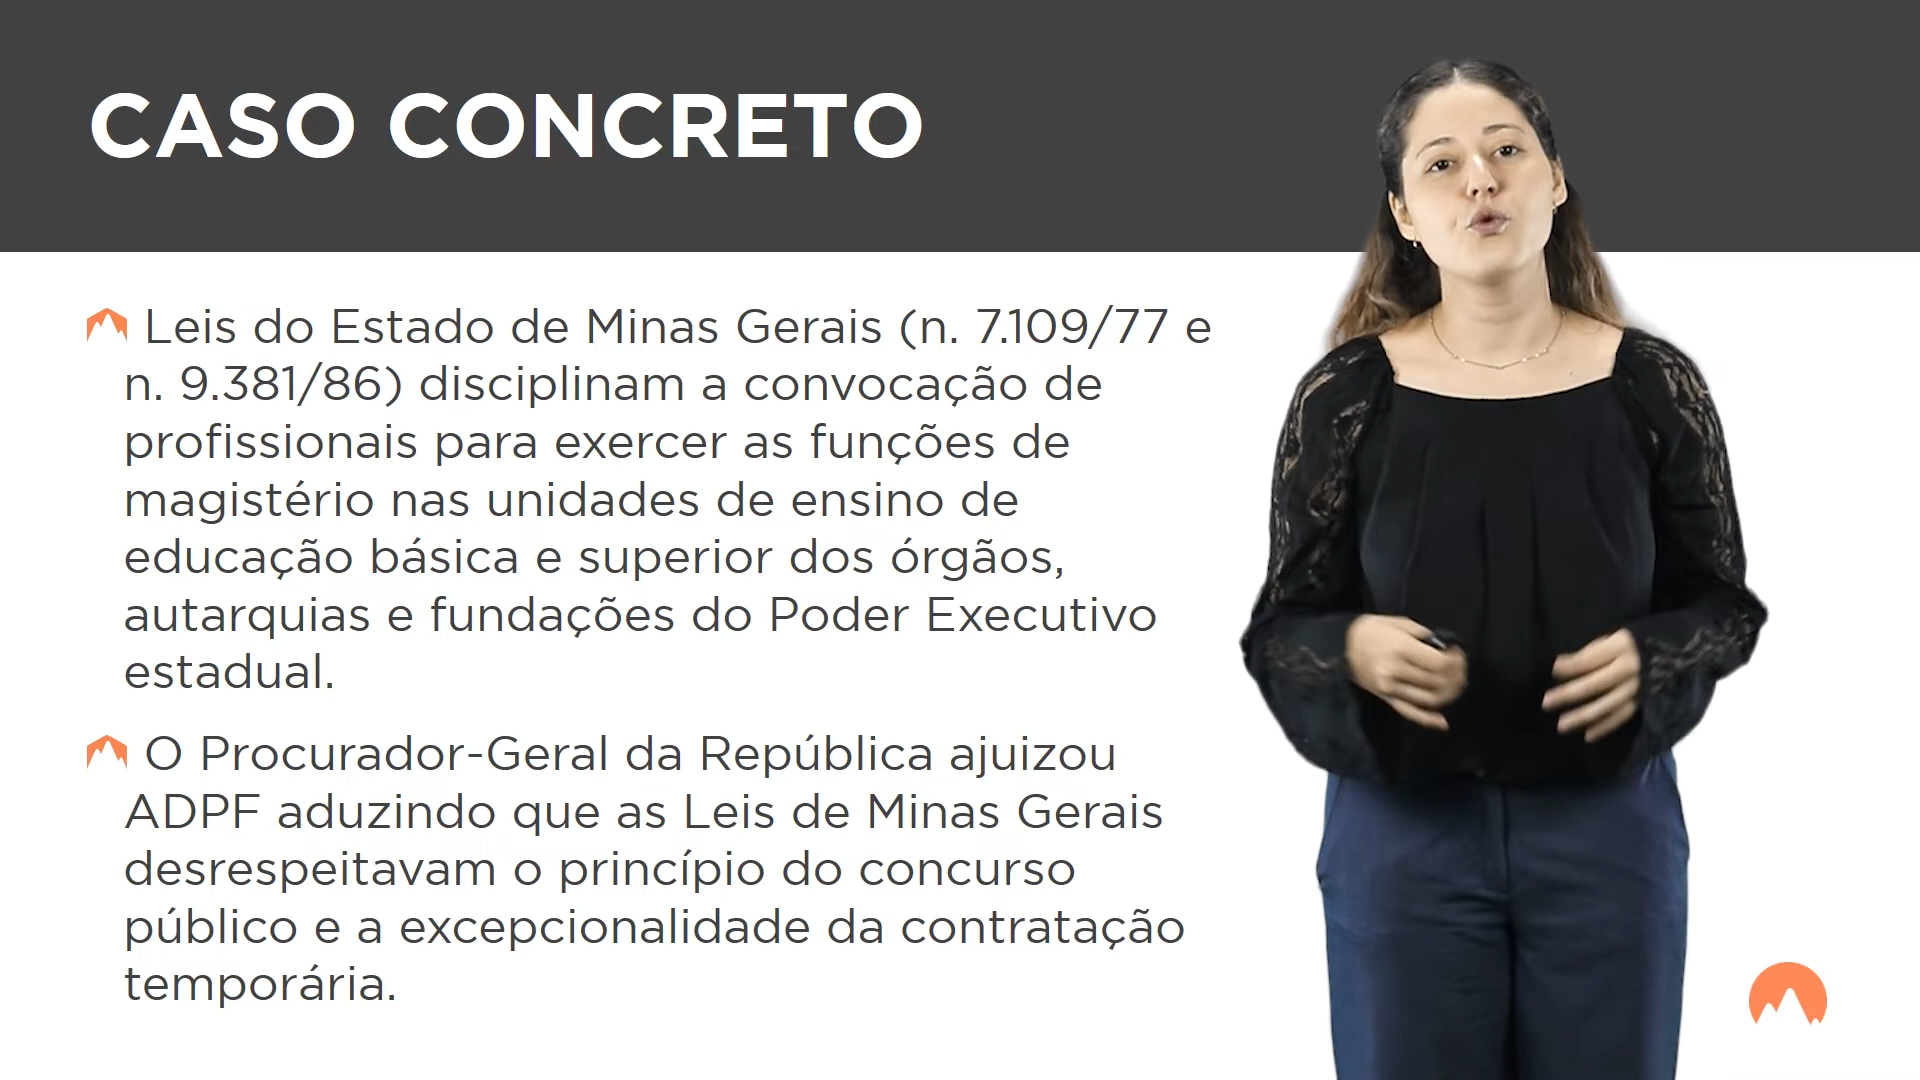 CASO CONCRETO
Leis do Estado de Minas Gerais (n. 7.109/77 e
n. 9.381/86) disciplinam a convocação de
profissionais para exercer as funções de
magistério nas unidades de ensino de
educação básica e superior dos órgãos,
autarquias e fundações do Poder Executivo
estadual.
O Procurador-Geral da República ajuizou
ADPF aduzindo que as Leis de Minas Gerais
desrespeitavam o princípio do concurso
público e a excepcionalidade da contratação
temporária.